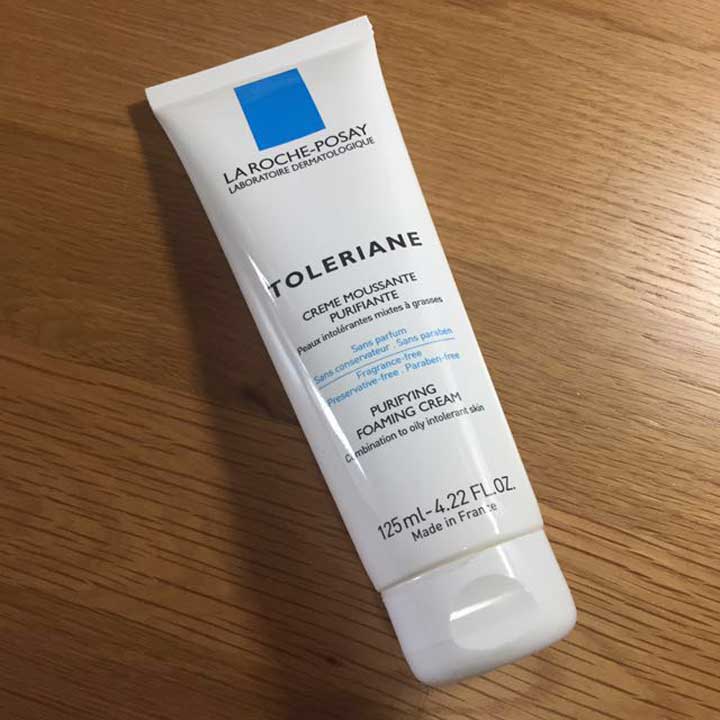 LA ROCHE-POSAY
LABORATOIRE DERMATOLOGIQUE
TOLERIANE
CREME MOUSSANTE
PURIFIANTE
Peaux intolérantes mixtes à grasses
Sans parfum
Sans conservateur . Sans paraben
Fragrance-free
Preservative-free . Paraben-free
PURIFYING
FOAMING CREAM
Combination to oily intolerant skin
125 ml-4.22 FL.OZ.
Made in France